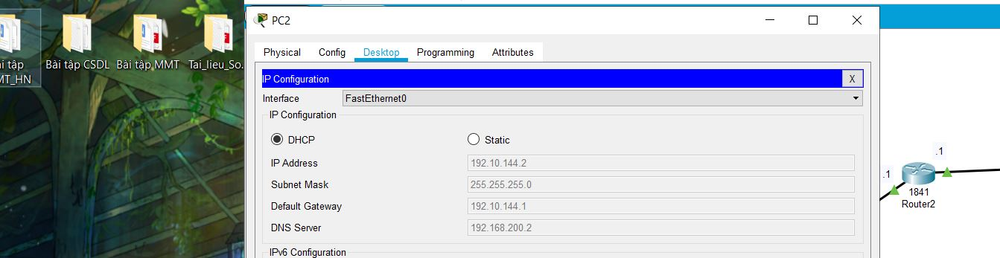 PC2
Physical Config Desktop Programming Attributes
IP Configuration X
Interface FastEthernet0
IP Configuration
DHCP Static
IP Address 192.10.144.2
Subnet Mask 255.255.255.0
Default Gateway 192.10.144.1
DNS Server 192.168.200.2
IPv6 Configuration
tập
MT_HN
Bài tập CSDL
Bài tập MMT
Tai_lieu_So...
.1
.1
1841
Router2